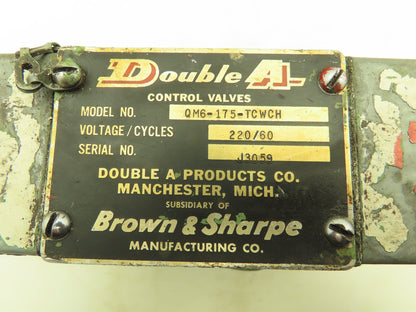 Double A
CONTROL VALVES
MODEL NO. QM6-175-TCWCH
VOLTAGE/CYCLES 220/60
SERIAL NO. J3059
DOUBLE A PRODUCTS CO.
MANCHESTER, MICH.
SUBSIDIARY OF
Brown & Sharpe
MANUFACTURING CO.